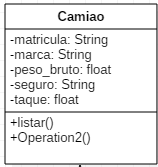 Camiao
-matricula: String
-marca: String
-peso_bruto: float
-seguro: String
-taque: float
+listar()
+Operation2()